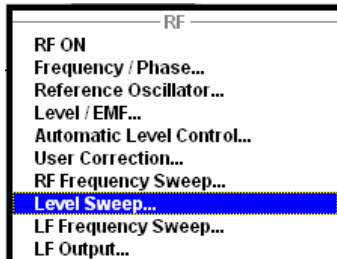 RF
RF ON
Frequency / Phase...
Reference Oscillator...
Level / EMF...
Automatic Level Control...
User Correction...
RF Frequency Sweep...
Level Sweep...
LF Frequency Sweep...
LF Output...